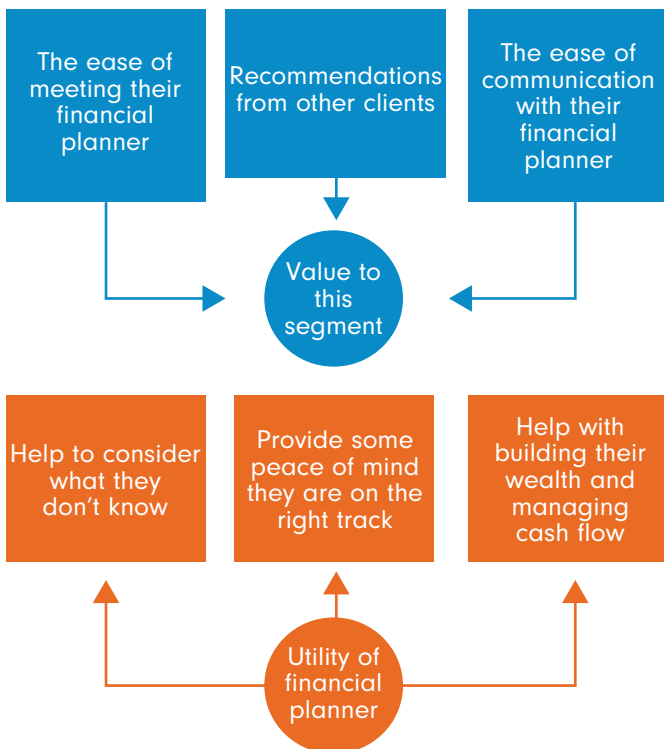 The ease of
meeting their
financial
planner
Recommendations
from other clients
The ease of
communication
with their
financial
planner
Value to
this
segment
Help to consider
what they
don't know
Provide some
peace of mind
they are on the
right track
Help with
building their
wealth and
managing
cash flow
Utility of
financial
planner